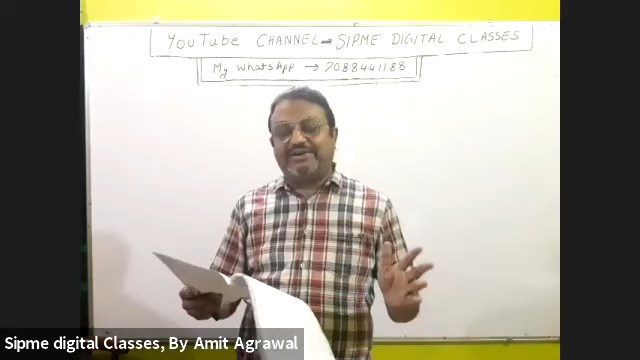 YouTube CHANNEL - SIPME DIGITAL CLASSES
My WhatsApp → 7088441188
Sipme digital Classes, By Amit Agrawal